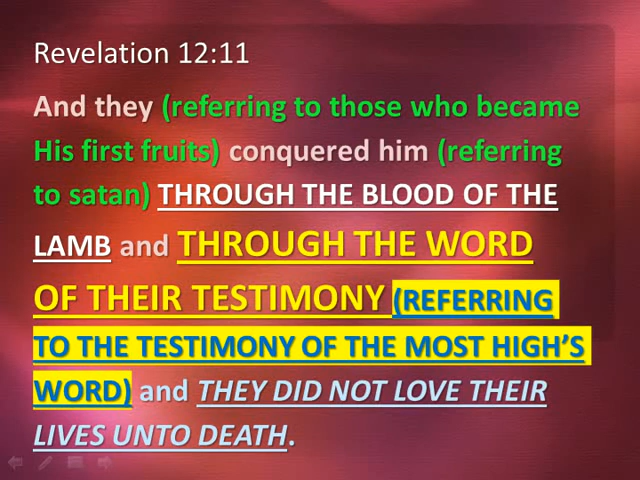 Revelation 12:11
And they (referring to those who became
His first fruits) conquered him (referring
to satan) THROUGH THE BLOOD OF THE
LAMB and THROUGH THE WORD
OF THEIR TESTIMONY (REFERRING
TO THE TESTIMONY OF THE MOST HIGH’S
WORD) and THEY DID NOT LOVE THEIR
LIVES UNTO DEATH.